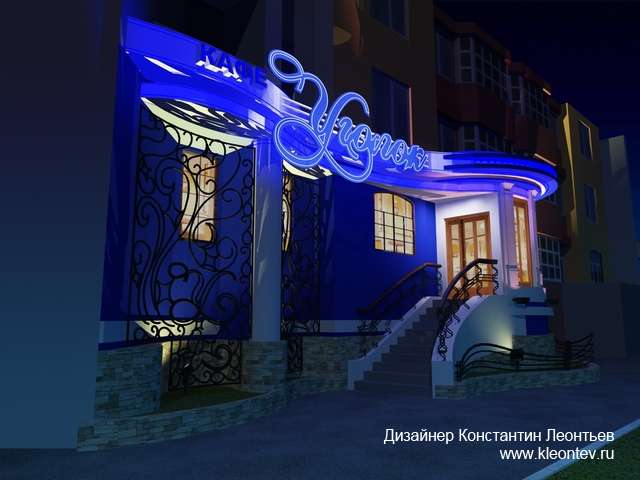 КАФЕ
Уголок
Дизайнер Константин Леонтьев
www.kleontev.ru